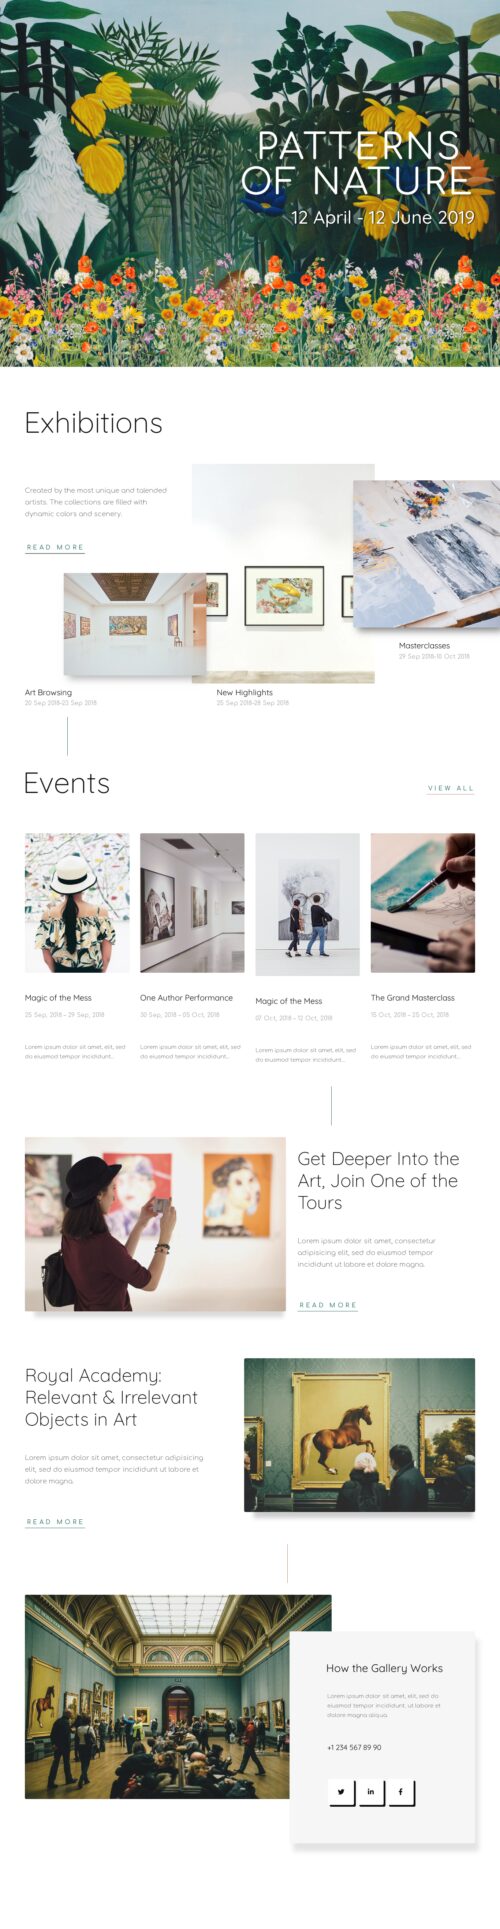 PATTERNS
OF NATURE
12 April - 12 June 2019
Exhibitions
Created by the most unique and talended
artists. The collections are filled with
dynamic colors and scenery.
READ MORE
Masterclasses
29 Sep 2018-10 Oct 2018
Art Browsing
20 Sep 2018-23 Sep 2018
New Highlights
25 Sep 2018-28 Sep 2018
Events
VIEW ALL
Magic of the Mess
25 Sep, 2018 – 29 Sep, 2018
Lorem ipsum dolor sit amet, elit, sed
do eiusmod tempor incididunt...
One Author Performance
30 Sep, 2018 – 05 Oct, 2018
Lorem ipsum dolor sit amet, elit, sed
do eiusmod tempor incididunt...
Magic of the Mess
07 Oct, 2018 – 12 Oct, 2018
Lorem ipsum dolor sit amet, elit, sed
do eiusmod tempor incididunt...
The Grand Masterclass
15 Oct, 2018 – 25 Oct, 2018
Lorem ipsum dolor sit amet, elit, sed
do eiusmod tempor incididunt...
Get Deeper Into the
Art, Join One of the
Tours
Lorem ipsum dolor sit amet, consectetur
adipisicing elit, sed do eiusmod tempor
incididunt ut labore et dolore magna.
READ MORE
Royal Academy:
Relevant & Irrelevant
Objects in Art
Lorem ipsum dolor sit amet, consectetur adipisicing
elit, sed do eiusmod tempor incididunt ut labore et
dolore magna.
READ MORE
How the Gallery Works
Lorem ipsum dolor sit amet, elit, sed do
eiusmod tempor incididunt ut labore et
dolore magna aliqua.
+1 234 567 89 90